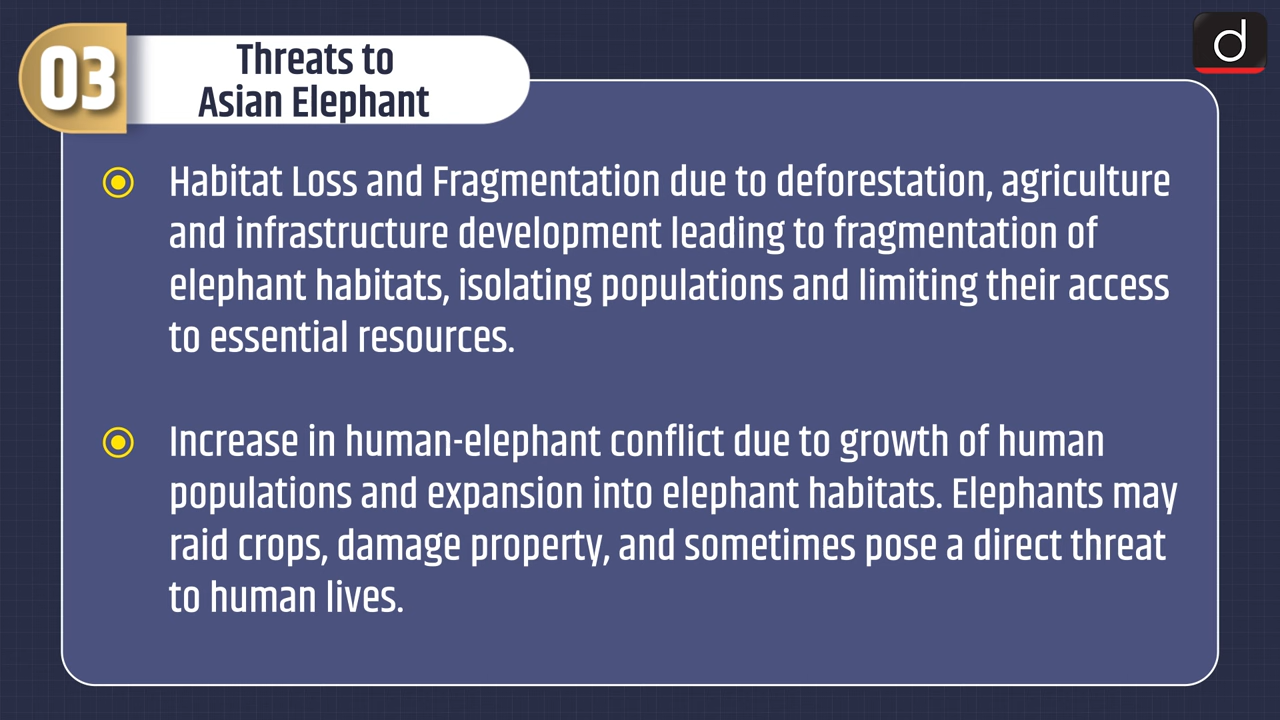 03
Threats to
Asian Elephant
d
Habitat Loss and Fragmentation due to deforestation, agriculture
and infrastructure development leading to fragmentation of
elephant habitats, isolating populations and limiting their access
to essential resources.
Increase in human-elephant conflict due to growth of human
populations and expansion into elephant habitats. Elephants may
raid crops, damage property, and sometimes pose a direct threat
to human lives.